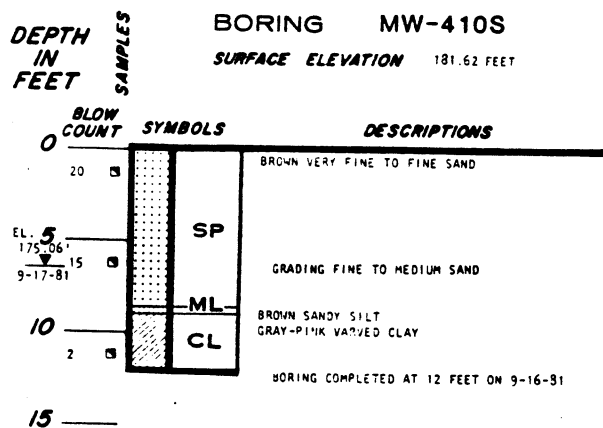 BORING MW-410S
SURFACE ELEVATION 181.62 FEET
DEPTH
IN
FEET
SAMPLES
BLOW
COUNT
SYMBOLS
DESCRIPTIONS
0
20
BROWN VERY FINE TO FINE SAND
SP
EL. 5
175.06'
15
9-17-81
GRADING FINE TO MEDIUM SAND
ML
BROWN SANDY SILT
10
GRAY-PINK VARVED CLAY
CL
2
BORING COMPLETED AT 12 FEET ON 9-16-81
15